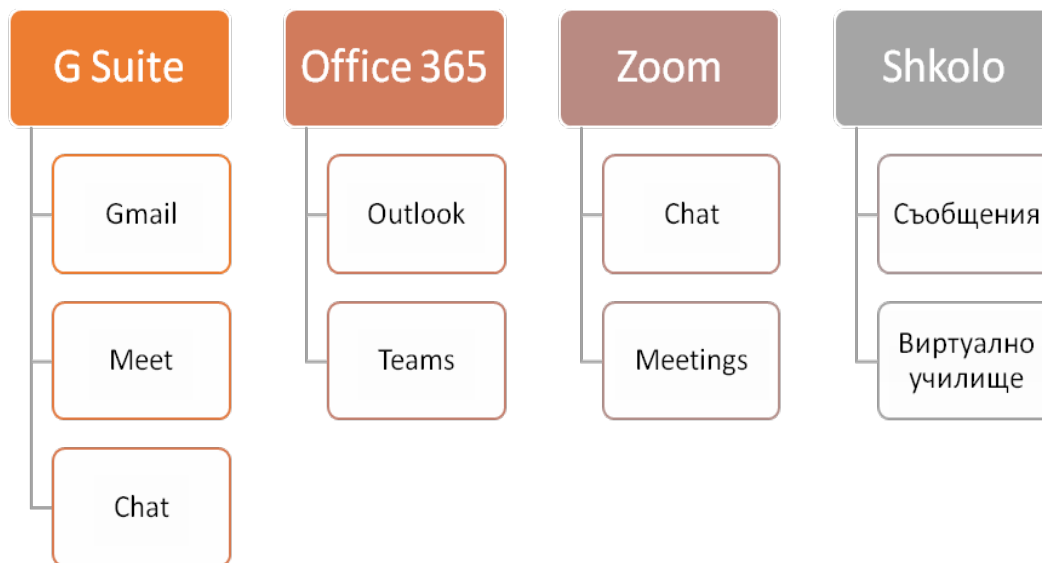 G Suite
Gmail
Meet
Chat
Office 365
Outlook
Teams
Zoom
Chat
Meetings
Shkolo
Съобщения
Виртуално
училище